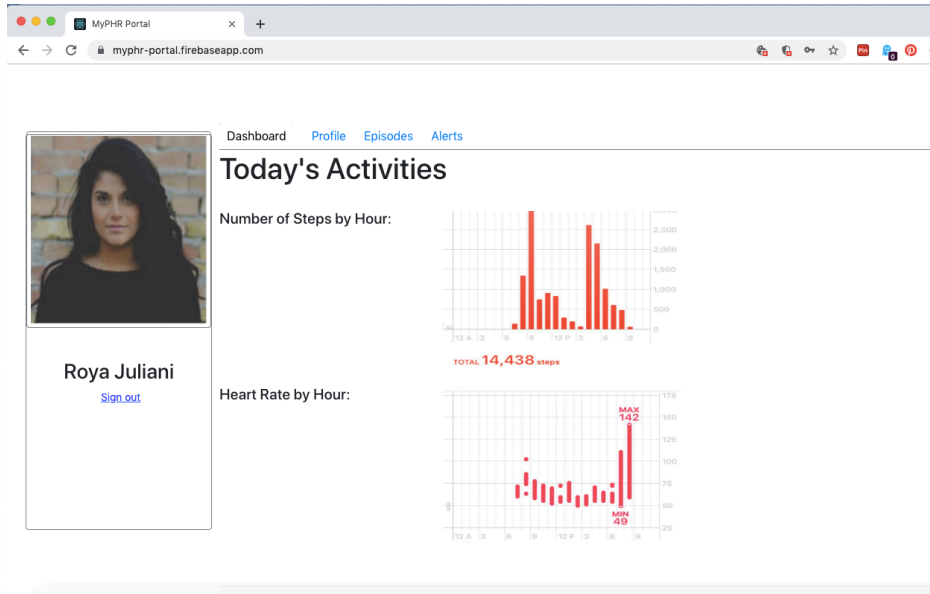 MyPHR Portal
myphr-portal.firebaseapp.com
Pin
0
Dashboard Profile Episodes Alerts
Today's Activities
Number of Steps by Hour:
2,500
2,000
1,500
1,000
500
0
12 A 3 6 9 12 P 3 6 9
TOTAL 14,438 steps
Roya Juliani
Sign out
Heart Rate by Hour:
175
MAX
142
150
125
100
75
50
MIN
49
25
12 A 3 6 9 12 P 3 6 9